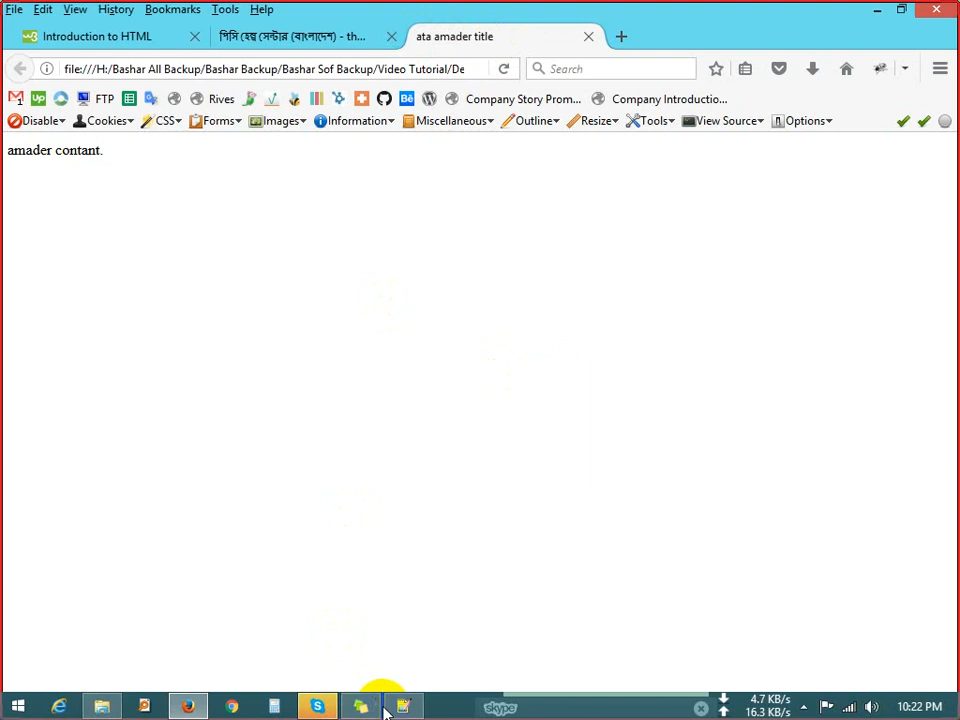 File Edit View History Bookmarks Tools Help
Introduction to HTML পিসি হেল্প সেন্টার (বাংলাদেশ) - th... ata amader title
file:///H:/Bashar All Backup/Bashar Backup/Bashar Sof Backup/Video Tutorial/De Search
Up FTP Rives Bē Company Story Prom... Company Introductio...
Disable Cookies CSS Forms Images Information Miscellaneous Outline Resize Tools View Source Options
amader contant.
skype 4.7 KB/s 16.3 KB/s 10:22 PM